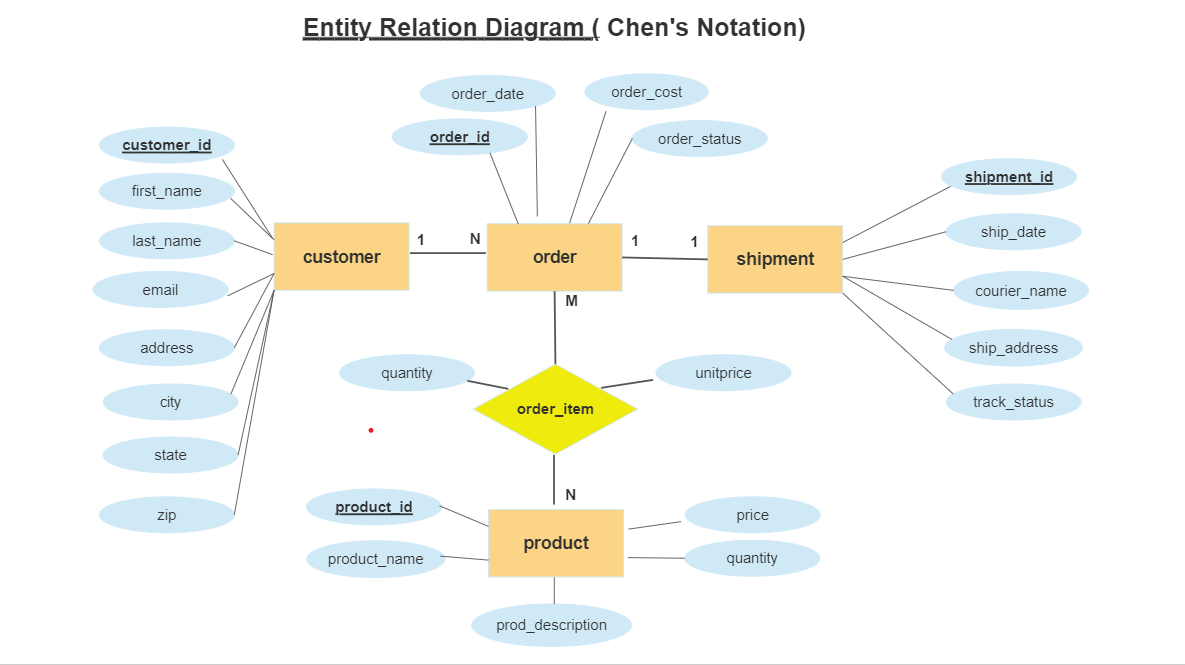 Entity Relation Diagram ( Chen's Notation)
order_date
order_cost
order_id
order_status
customer_id
first_name
last_name
email
address
city
state
zip
customer
1
N
order
1
1
shipment
shipment_id
ship_date
courier_name
ship_address
track_status
M
quantity
unitprice
order_item
N
product_id
product_name
product
price
quantity
prod_description